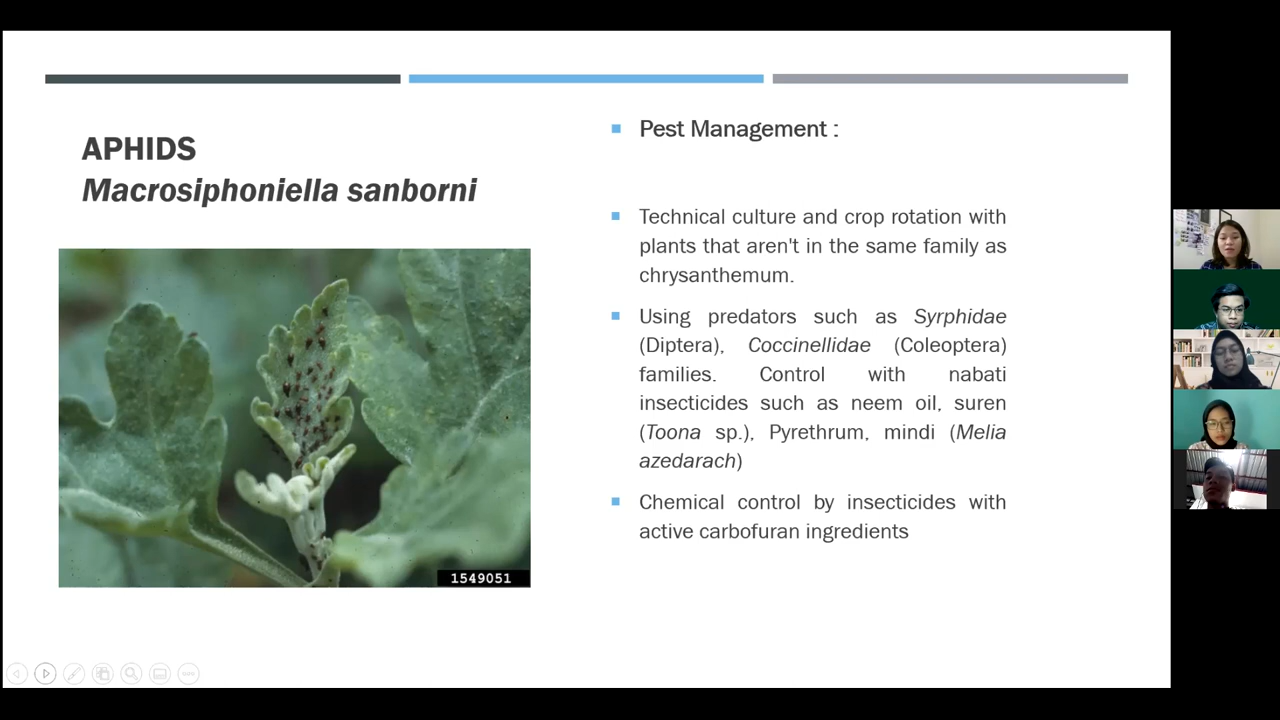 APHIDS
Macrosiphoniella sanborni
1549051
Pest Management :
Technical culture and crop rotation with
plants that aren't in the same family as
chrysanthemum.
Using predators such as Syrphidae
(Diptera), Coccinellidae (Coleoptera)
families. Control with nabati
insecticides such as neem oil, suren
(Toona sp.), Pyrethrum, mindi (Melia
azedarach)
Chemical control by insecticides with
active carbofuran ingredients